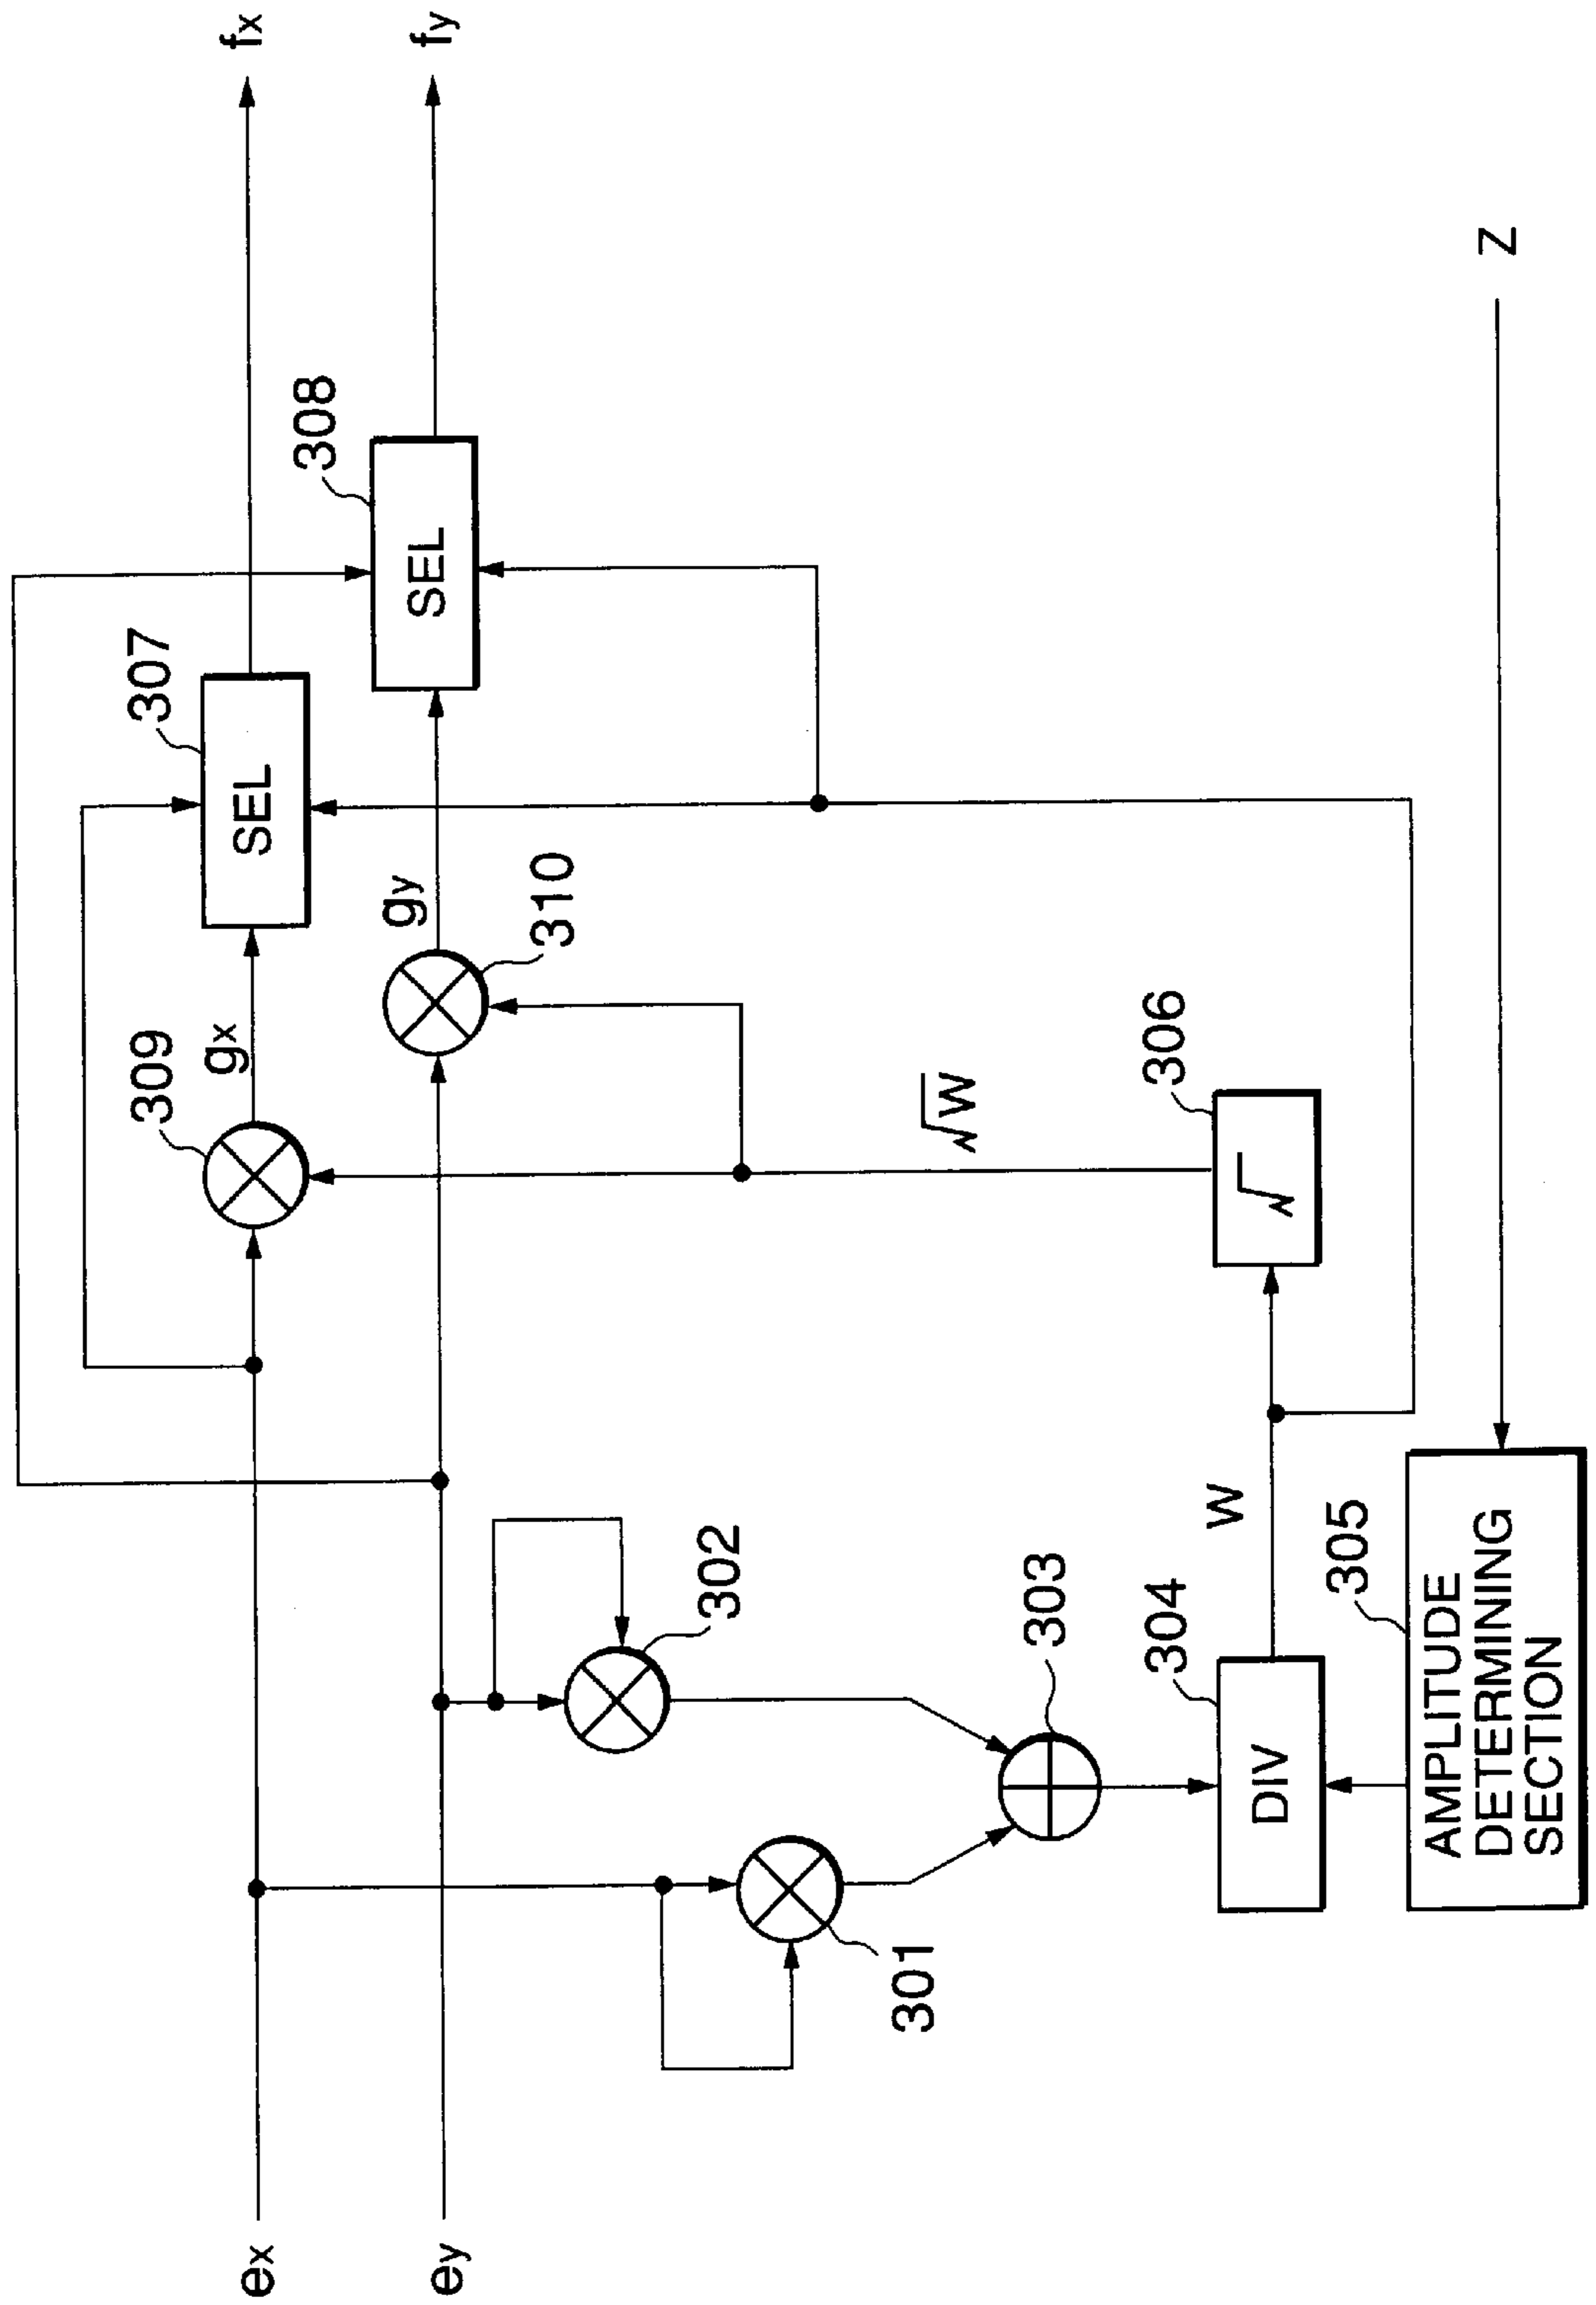 fx
fy
308
SEL
307
SEL
gy
310
gx
309
√W
306
√
Z
W
302
303
304
DIV
305
AMPLITUDE
DETERMINING
SECTION
301
ex
ey